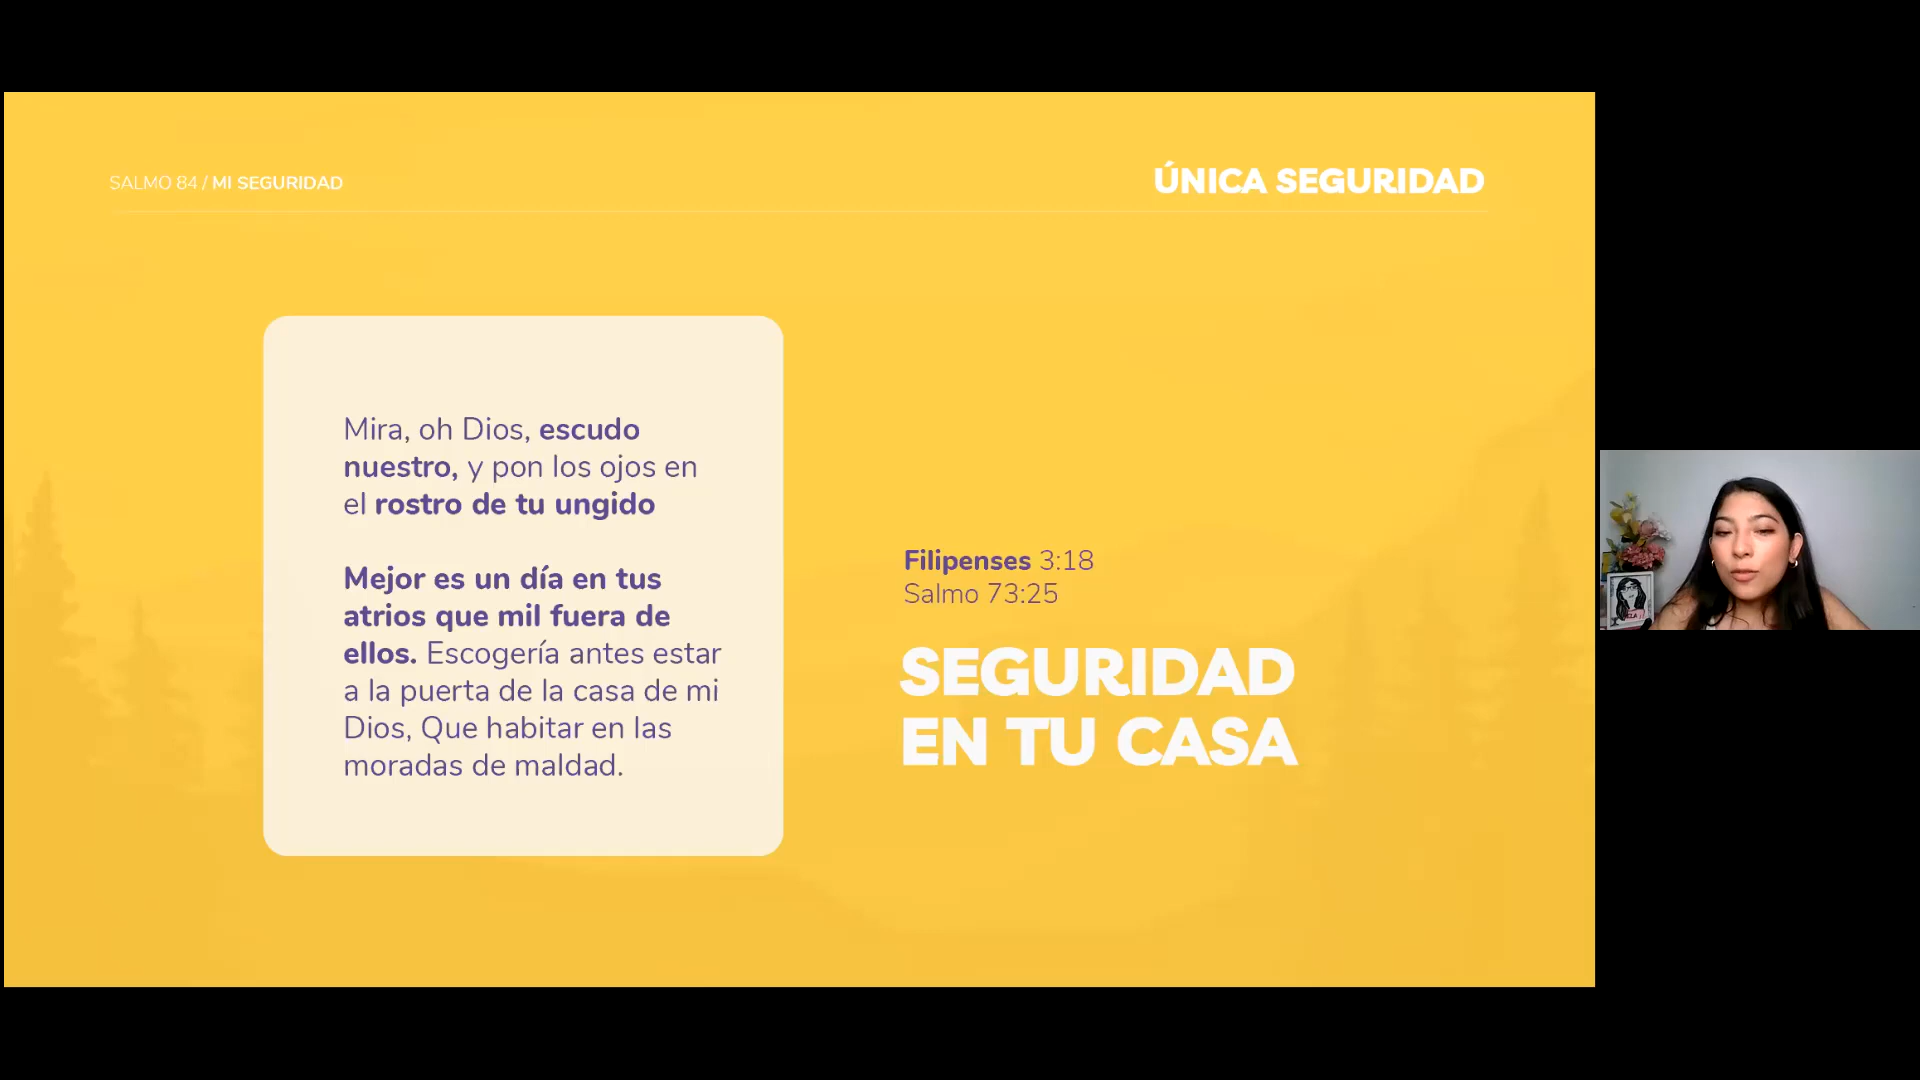 SALMO 84 / MI SEGURIDAD
ÚNICA SEGURIDAD
Mira, oh Dios, escudo
nuestro, y pon los ojos en
el rostro de tu ungido
Mejor es un día en tus
atrios que mil fuera de
ellos. Escogería antes estar
a la puerta de la casa de mi
Dios, Que habitar en las
moradas de maldad.
Filipenses 3:18
Salmo 73:25
SEGURIDAD
EN TU CASA